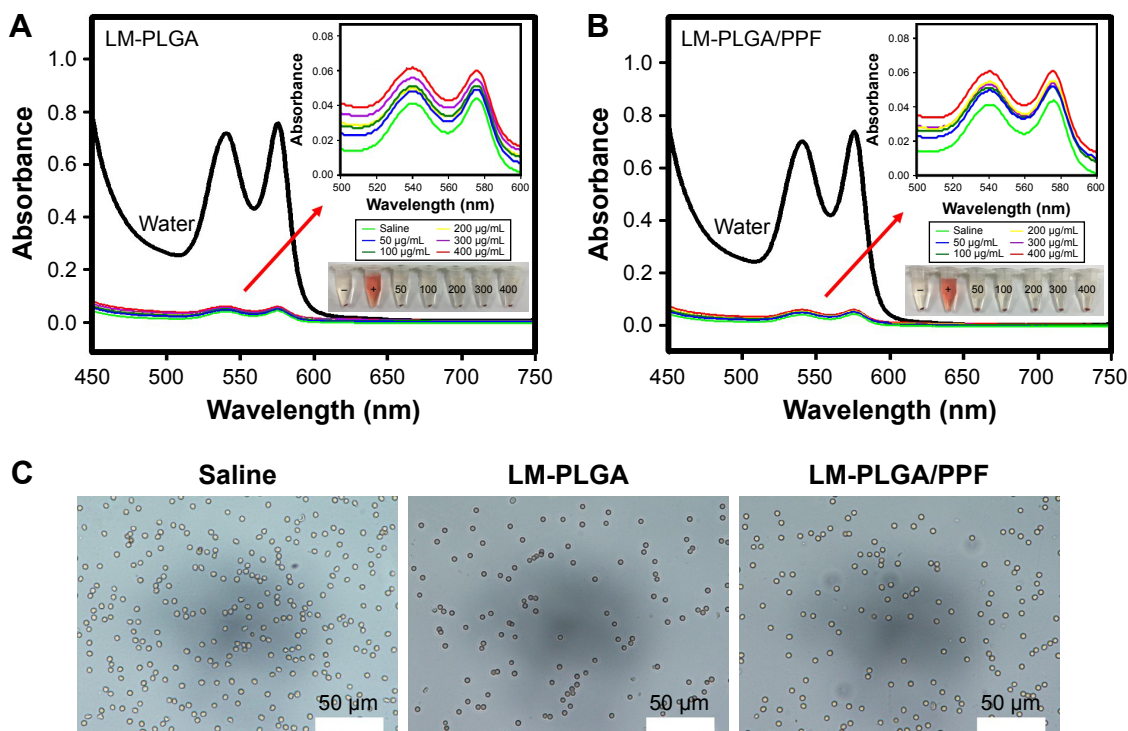 A
LM-PLGA
Absorbance
1.0
0.8
0.6
0.4
0.2
0.0
Water
450 500 550 600 650 700 750
Wavelength (nm)
Absorbance
0.08
0.06
0.04
0.02
0.00
500 520 540 560 580 600
Wavelength (nm)
Saline 200 µg/mL
50 µg/mL 300 µg/mL
100 µg/mL 400 µg/mL
− + 50 100 200 300 400
B
LM-PLGA/PPF
Absorbance
1.0
0.8
0.6
0.4
0.2
0.0
Water
450 500 550 600 650 700 750
Wavelength (nm)
Absorbance
0.08
0.06
0.04
0.02
0.00
500 520 540 560 580 600
Wavelength (nm)
Saline 200 µg/mL
50 µg/mL 300 µg/mL
100 µg/mL 400 µg/mL
− + 50 100 200 300 400
C
Saline LM-PLGA LM-PLGA/PPF
50 µm 50 µm 50 µm